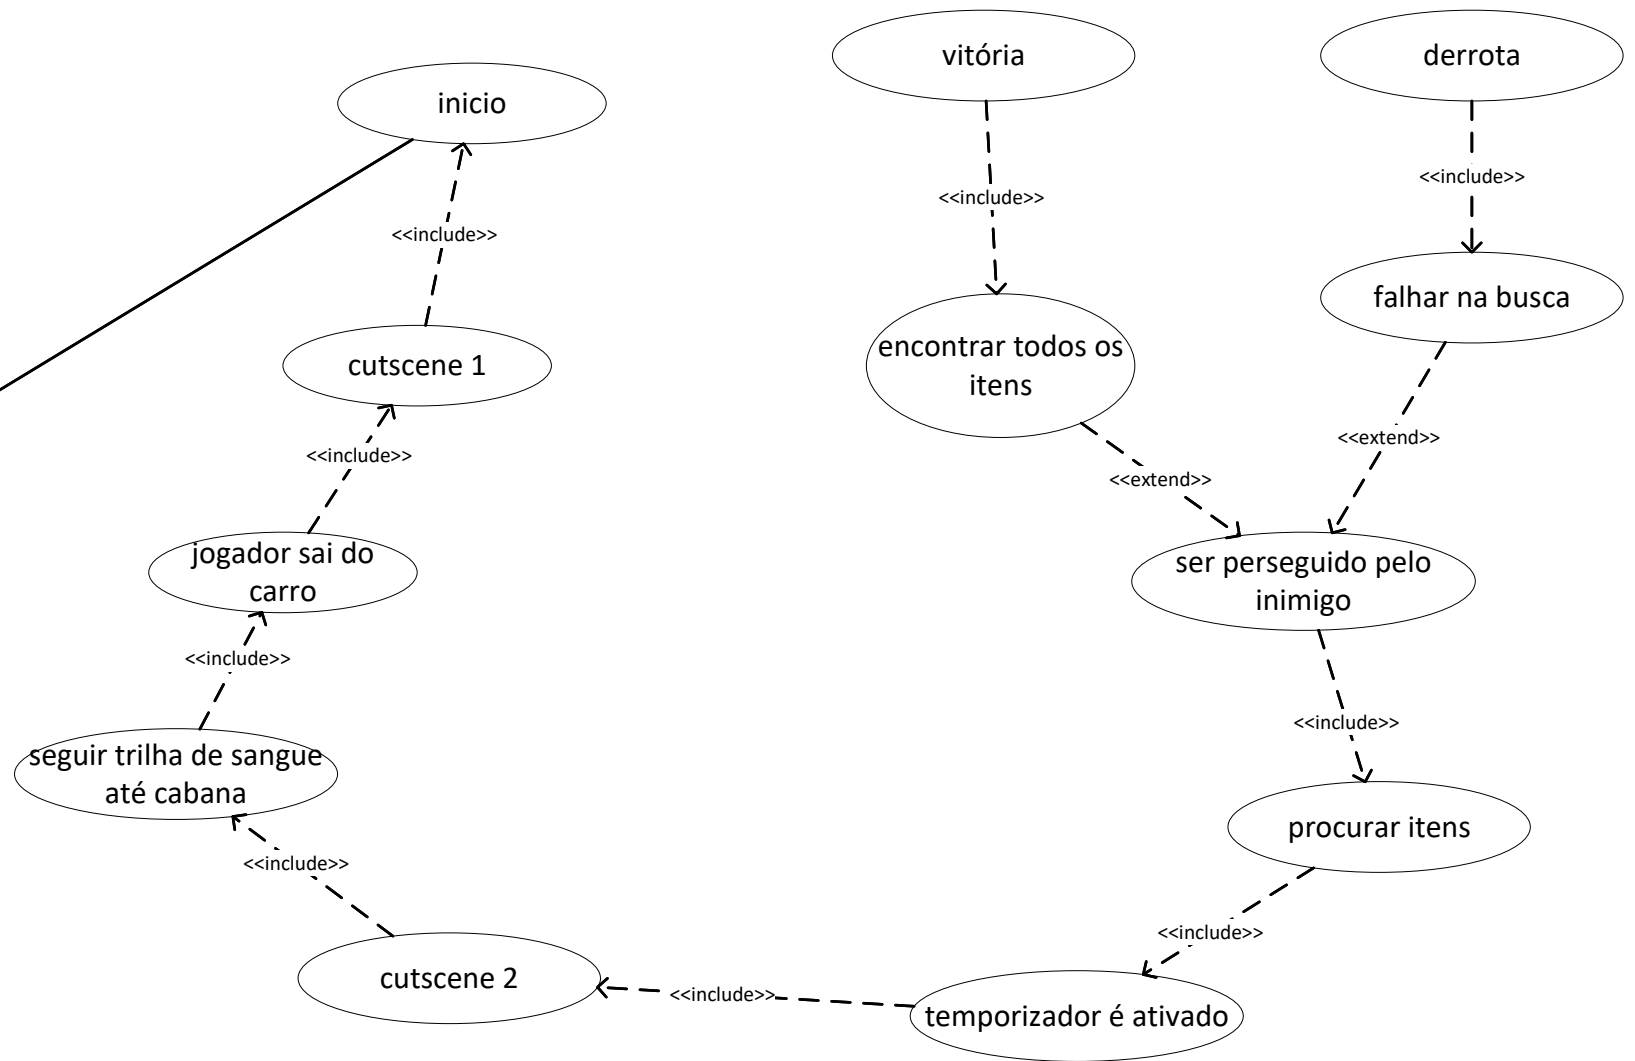 vitória
derrota
inicio
<<include>>
<<include>>
<<include>>
falhar na busca
encontrar todos os
itens
cutscene 1
<<extend>>
<<include>>
<<extend>>
jogador sai do
carro
ser perseguido pelo
inimigo
<<include>>
<<include>>
seguir trilha de sangue
até cabana
procurar itens
<<include>>
<<include>>
cutscene 2
<<include>>
temporizador é ativado